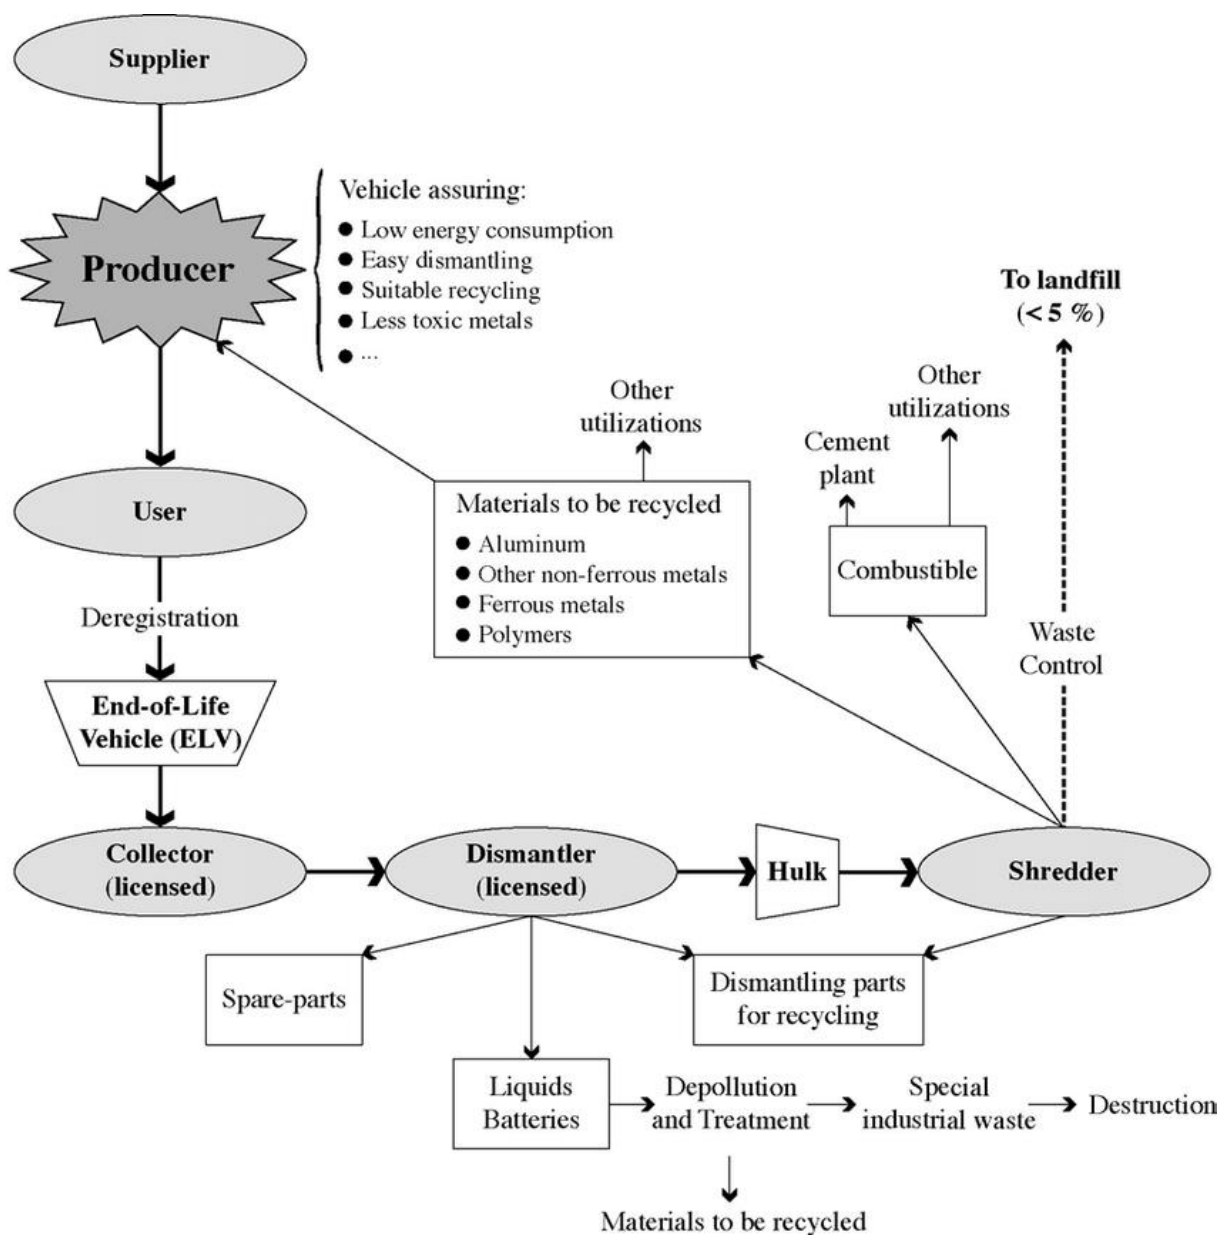 Supplier
Producer
Vehicle assuring:
● Low energy consumption
● Easy dismantling
● Suitable recycling
● Less toxic metals
● ...
To landfill
(< 5 %)
Other
utilizations
Other
utilizations
Cement
plant
User
Materials to be recycled
● Aluminum
● Other non-ferrous metals
● Ferrous metals
● Polymers
Combustible
Deregistration
Waste
Control
End-of-Life
Vehicle (ELV)
Collector
(licensed)
Dismantler
(licensed)
Hulk
Shredder
Spare-parts
Dismantling parts
for recycling
Liquids
Batteries
Depollution
and Treatment
Special
industrial waste
Destruction
Materials to be recycled